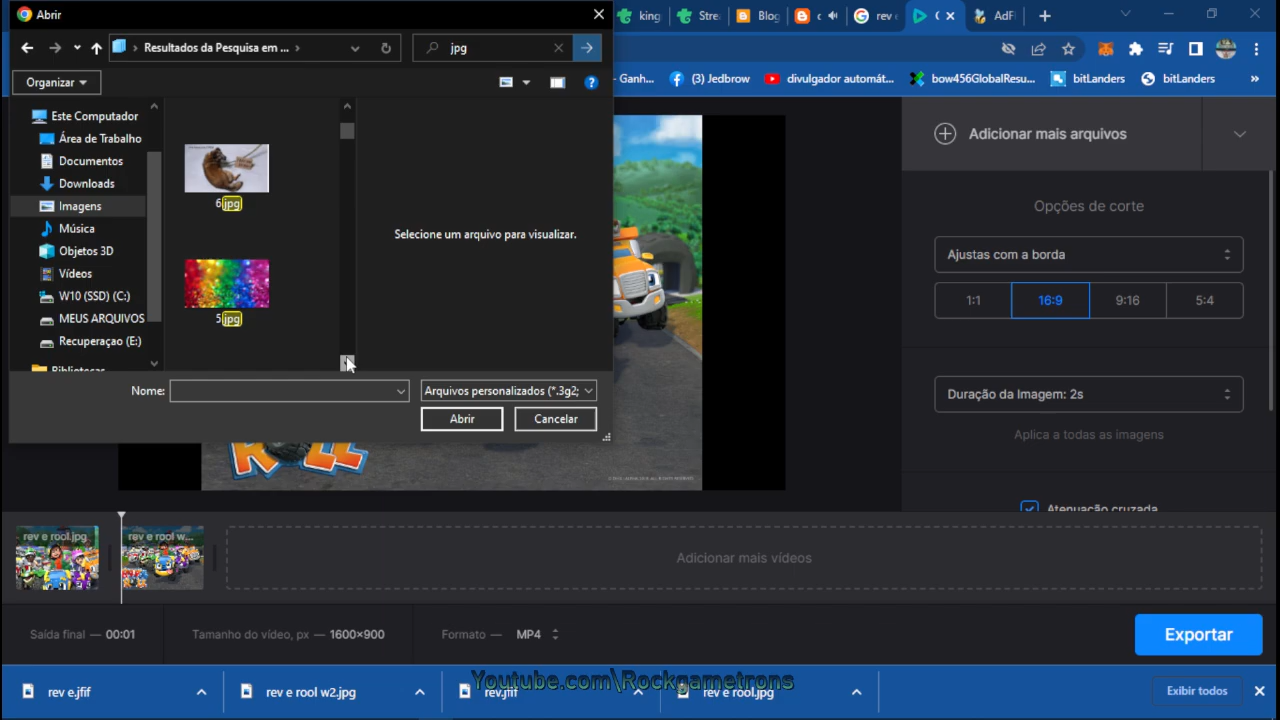 Abrir
king
Stre
Blog
c
rev e
C
AdFl
Resultados da Pesquisa em ...
jpg
- Ganh...
(3) Jedbrow
divulgador automát...
bow456GlobalResu...
bitLanders
bitLanders
»
Organizar
Este Computador
Área de Trabalho
Documentos
Downloads
Imagens
Música
Objetos 3D
Vídeos
W10 (SSD) (C:)
MEUS ARQUIVOS
Recuperaçao (E:)
Bibliotecas
6.jpg
5.jpg
Selecione um arquivo para visualizar.
Nome:
Arquivos personalizados (*.3g2;
Abrir
Cancelar
Adicionar mais arquivos
Opções de corte
Ajustas com a borda
1:1
16:9
9:16
5:4
Duração da Imagem: 2s
Aplica a todas as imagens
Atenuação cruzada
ROLL
rev e rool.jpg
rev e rool w...
Adicionar mais vídeos
Saída final — 00:01
Tamanho do vídeo, px — 1600×900
Formato — MP4
Exportar
rev e.jfif
rev e rool w2.jpg
rev.jfif
rev e rool.jpg
Exibir todos
Youtube.com\Rockgametrons